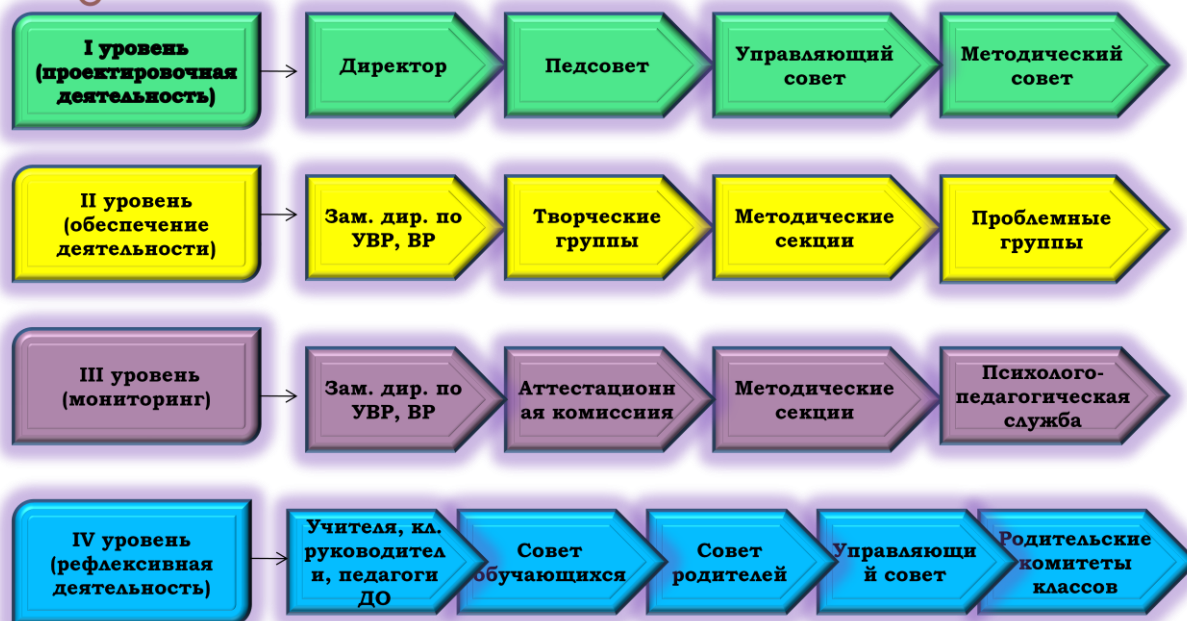 I уровень
(проектировочная
деятельность)
Директор
Педсовет
Управляющий
совет
Методический
совет
II уровень
(обеспечение
деятельности)
Зам. дир. по
УВР, ВР
Творческие
группы
Методические
секции
Проблемные
группы
III уровень
(мониторинг)
Зам. дир. по
УВР, ВР
Аттестационн
ая комиссиия
Методические
секции
Психолого-
педагогическая
служба
IV уровень
(рефлексивная
деятельность)
Учителя, кл.
руководител
и, педагоги
ДО
Совет
обучающихся
Совет
родителей
Управляющи
й совет
Родительские
комитеты
классов